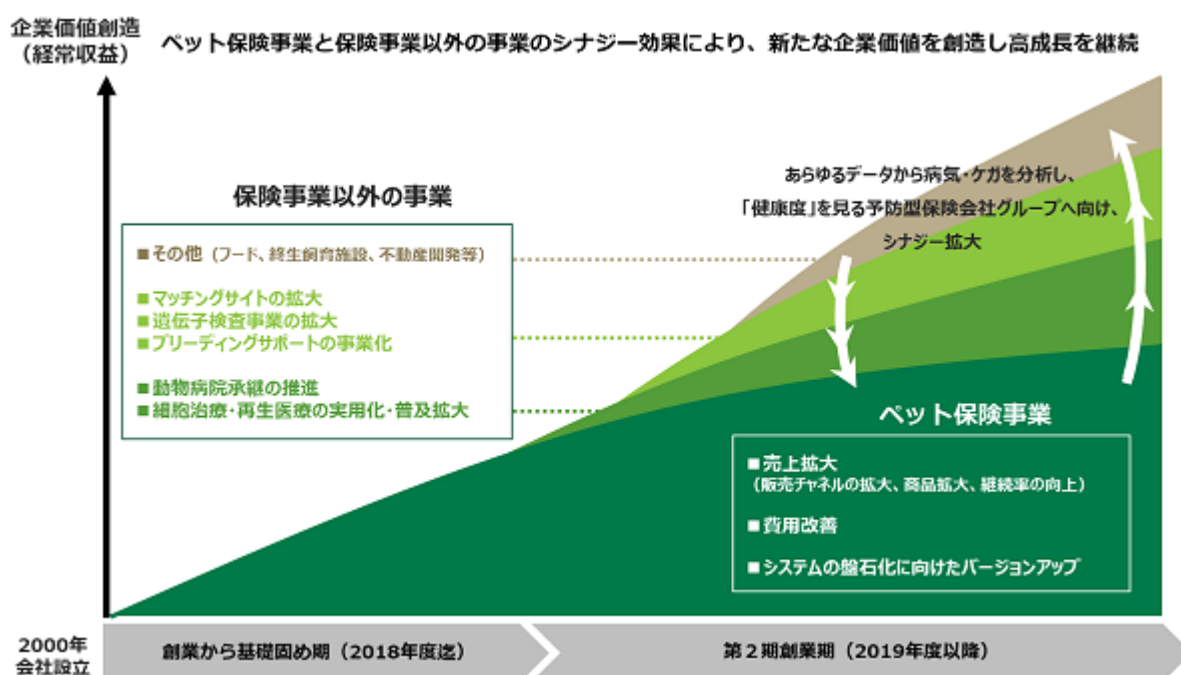 企業価値創造
（経常収益）
ペット保険事業と保険事業以外の事業のシナジー効果により、新たな企業価値を創造し高成長を継続
保険事業以外の事業
■その他（フード、終生飼育施設、不動産開発等）
■マッチングサイトの拡大
■遺伝子検査事業の拡大
■ブリーディングサポートの事業化
■動物病院承継の推進
■細胞治療・再生医療の実用化・普及拡大
あらゆるデータから病気・ケガを分析し、
「健康度」を見る予防型保険会社グループへ向け、
シナジー拡大
ペット保険事業
■売上拡大
（販売チャネルの拡大、商品拡大、継続率の向上）
■費用改善
■システムの盤石化に向けたバージョンアップ
2000年
会社設立
創業から基礎固め期（2018年度迄）
第２期創業期（2019年度以降）